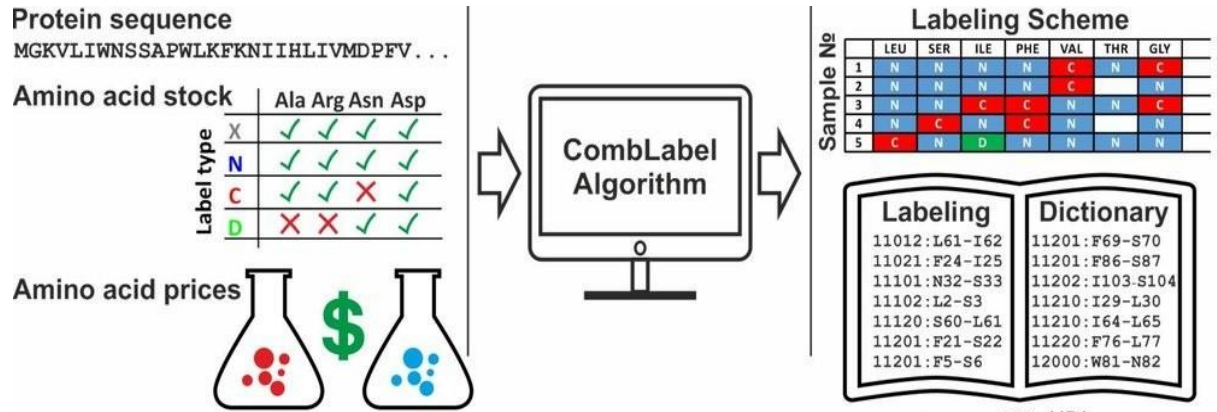 Protein sequence
MGKVLIWNSSAPWLKFKNIIHLIVMDPFV...
Amino acid stock
Ala Arg Asn Asp
Label type
X
N
C
D
Amino acid prices
$
CombLabel
Algorithm
Labeling Scheme
Sample №
LEU SER ILE PHE VAL THR GLY
1 N N N N C N C
2 N N N N C N
3 N N C C N N C
4 N C N C N N
5 C N D N N N N
Labeling
11012:L61-I62
11021:F24-I25
11101:N32-S33
11102:L2-S3
11120:S60-L61
11201:F21-S22
11201:F5-S6
Dictionary
11201:F69-S70
11201:F86-S87
11202:I103-S104
11210:I29-L30
11210:I64-L65
11220:F76-L77
12000:W81-N82